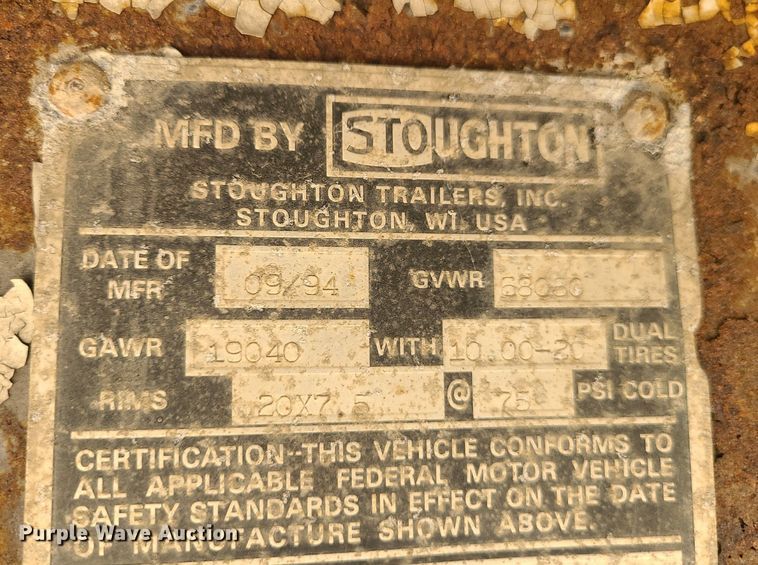 MFD BY STOUGHTON
STOUGHTON TRAILERS, INC.
STOUGHTON, WI. USA
DATE OF MFR 09/94 GVWR
GAWR 19040 WITH 10.00-20 DUAL TIRES
RIMS 20X7.5 @ 75 PSI COLD
CERTIFICATION--THIS VEHICLE CONFORMS TO
ALL APPLICABLE FEDERAL MOTOR VEHICLE
SAFETY STANDARDS IN EFFECT ON THE DATE
OF MANUFACTURE SHOWN ABOVE.
Purple Wave Auction